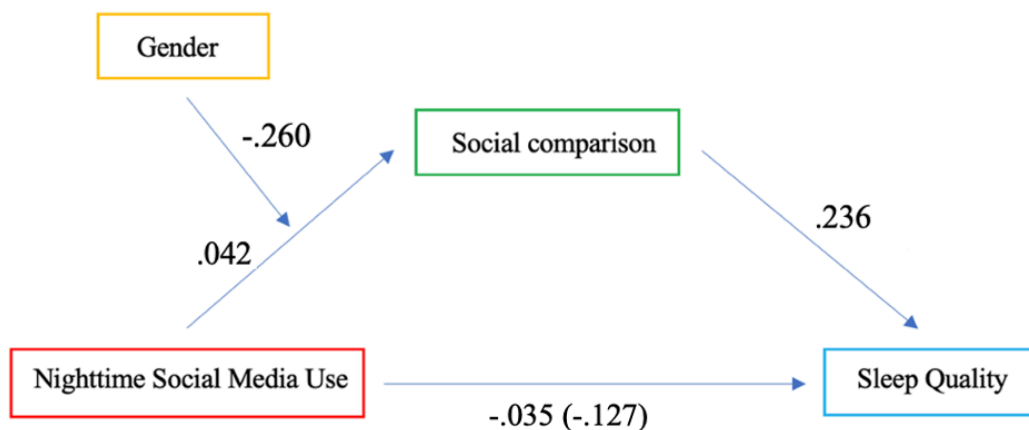 Gender
-.260
Social comparison
.042
.236
Nighttime Social Media Use
Sleep Quality
-.035 (-.127)